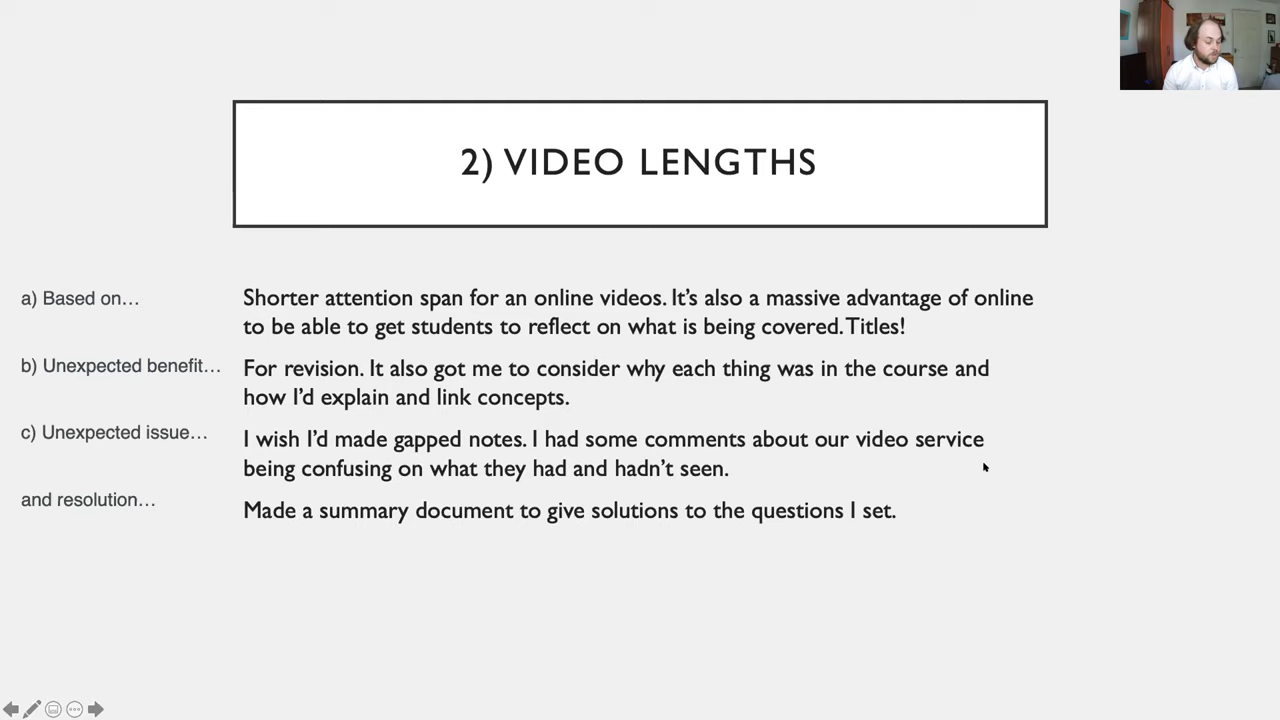 2) VIDEO LENGTHS
a) Based on…
Shorter attention span for an online videos. It's also a massive advantage of online
to be able to get students to reflect on what is being covered. Titles!
b) Unexpected benefit…
For revision. It also got me to consider why each thing was in the course and
how I'd explain and link concepts.
c) Unexpected issue…
I wish I'd made gapped notes. I had some comments about our video service
being confusing on what they had and hadn't seen.
and resolution…
Made a summary document to give solutions to the questions I set.